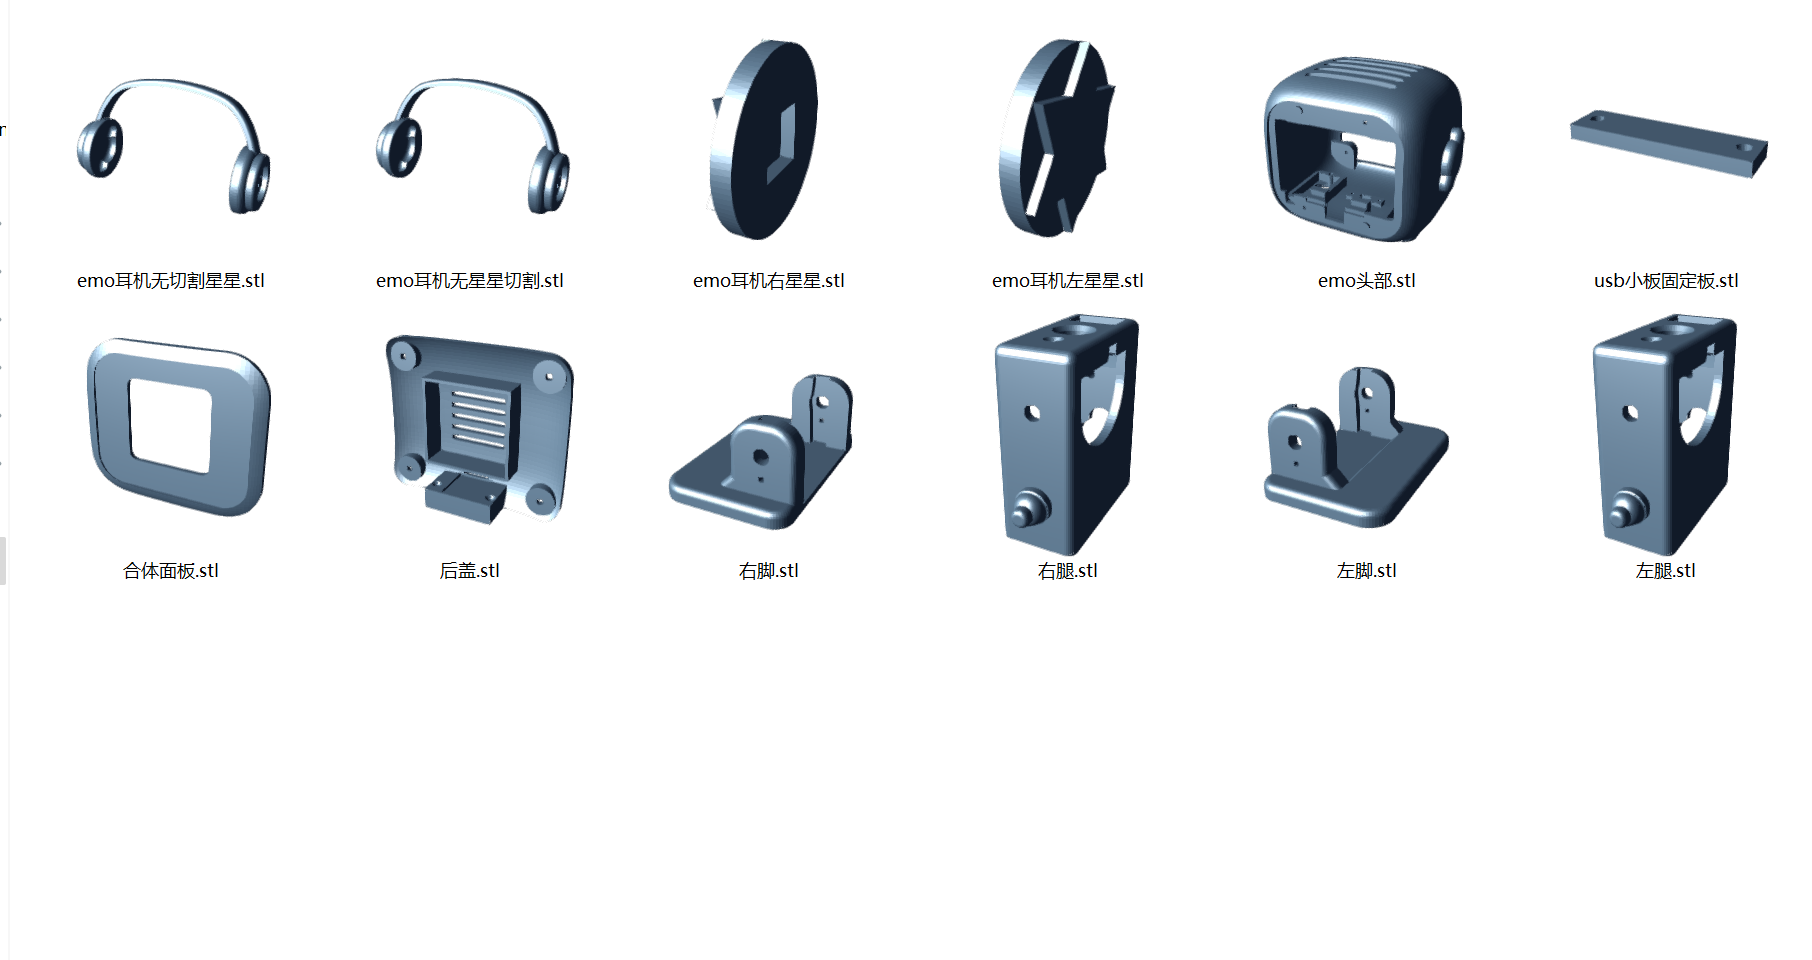 emo耳机无切割星星.stl
emo耳机无星星切割.stl
emo耳机右星星.stl
emo耳机左星星.stl
emo头部.stl
usb小板固定板.stl
合体面板.stl
后盖.stl
右脚.stl
右腿.stl
左脚.stl
左腿.stl